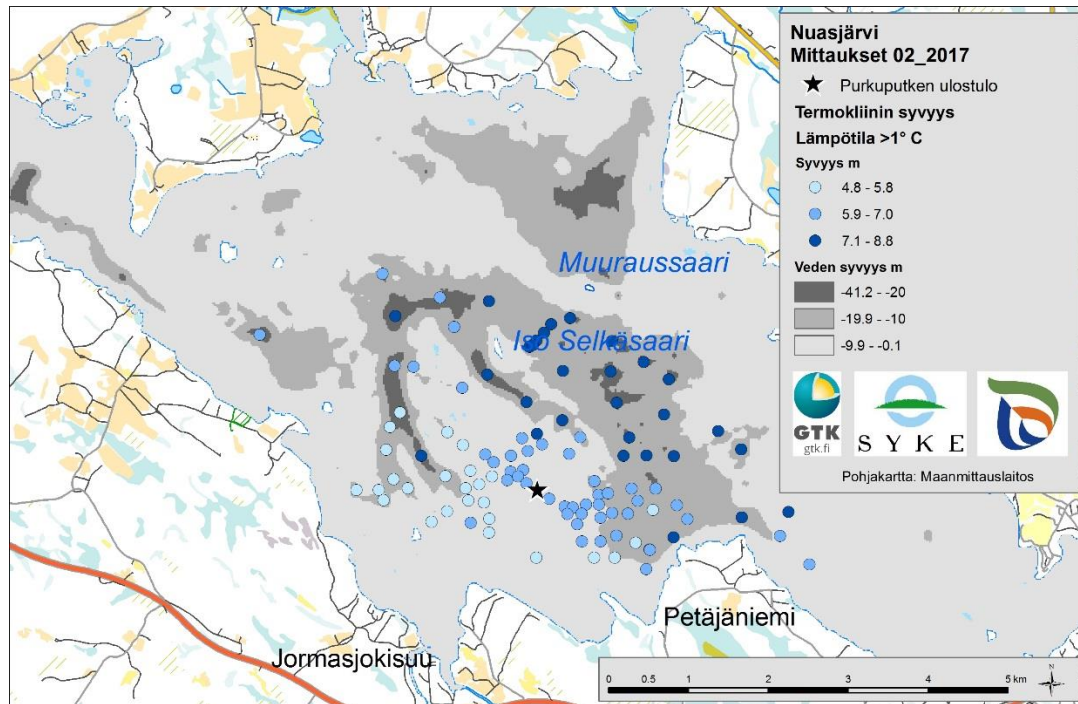 Nuasjärvi
Mittaukset 02_2017
Purkuputken ulostulo
Termokliinin syvyys
Lämpötila >1° C
Syvyys m
4.8 - 5.8
5.9 - 7.0
7.1 - 8.8
Veden syvyys m
-41.2 - -20
-19.9 - -10
-9.9 - -0.1
GTK
gtk.fi
SYKE
Pohjakartta: Maanmittauslaitos
Muuraussaari
Iso Selkäsaari
Petäjäniemi
Jormasjokisuu
0 0.5 1 2 3 4 5 km
N